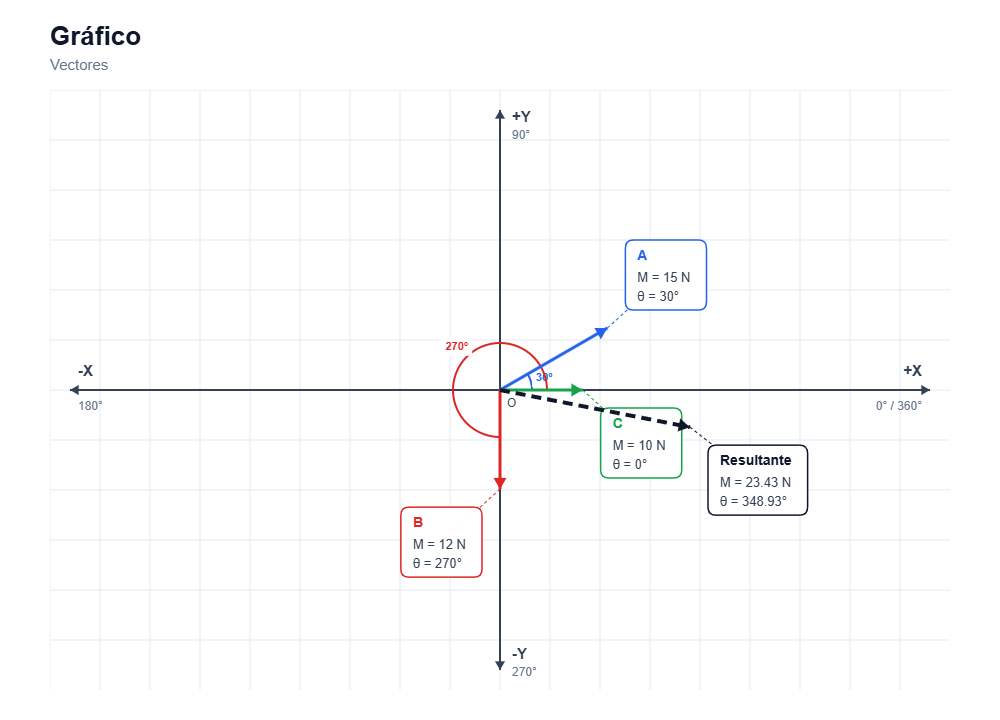 Gráfico
Vectores
+Y
90°
A
M = 15 N
θ = 30°
270°
-X
180°
30°
+X
0° / 360°
O
C
M = 10 N
θ = 0°
Resultante
M = 23.43 N
θ = 348.93°
B
M = 12 N
θ = 270°
-Y
270°